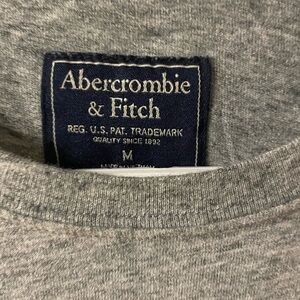 Abercrombie
& Fitch
REG. U.S. PAT. TRADEMARK
QUALITY SINCE 1892
M